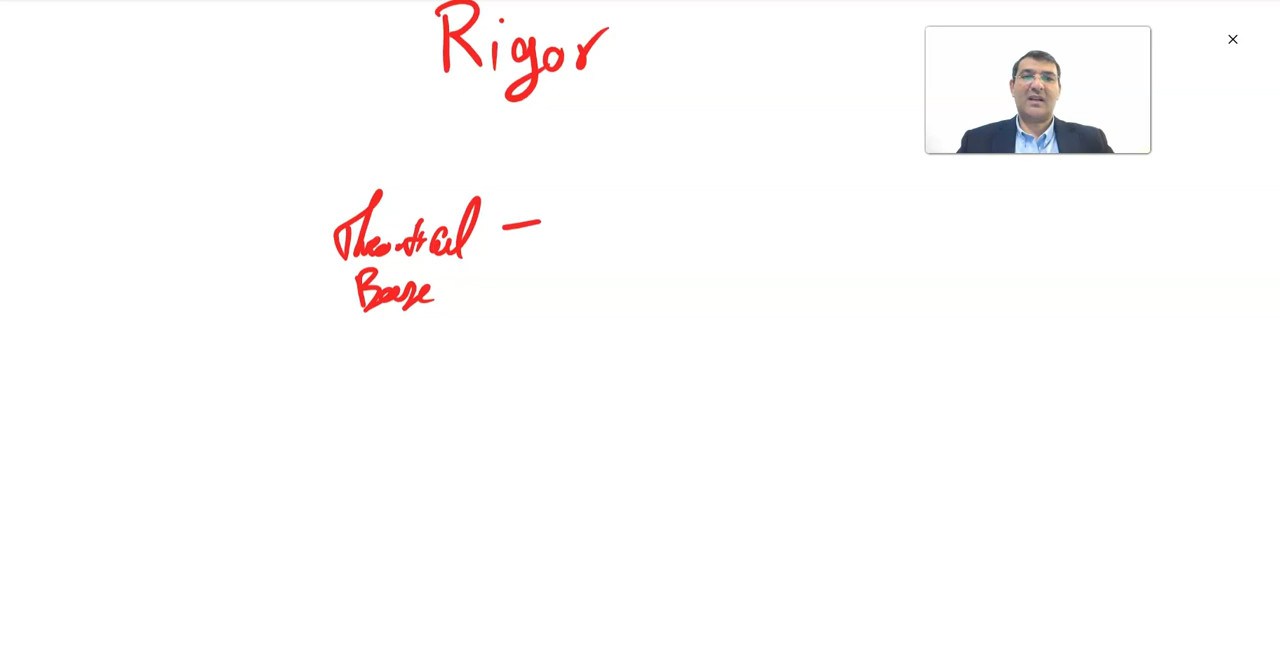 Rigor
Theoretical —
Base